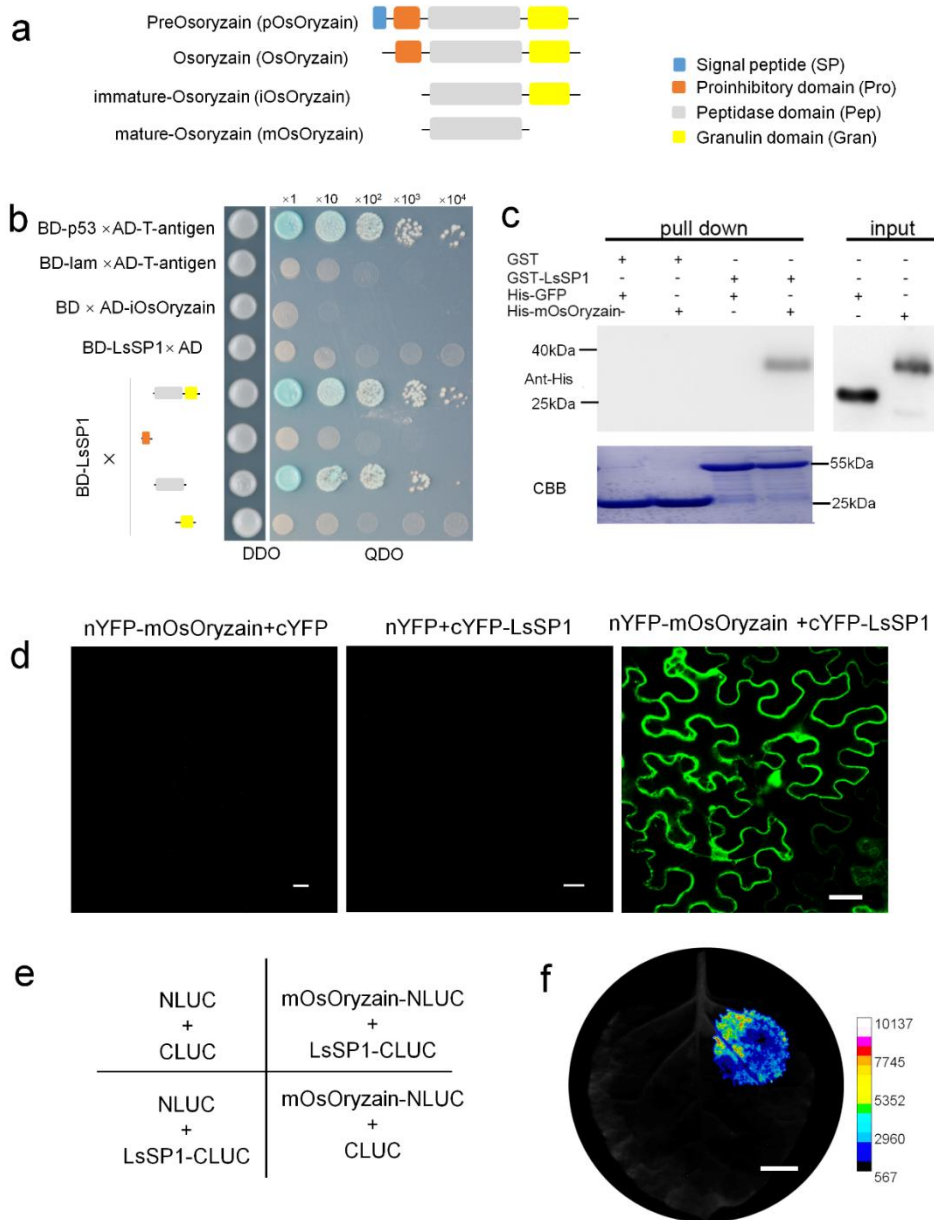 a
PreOsoryzain (pOsOryzain)
Osoryzain (OsOryzain)
immature-Osoryzain (iOsOryzain)
mature-Osoryzain (mOsOryzain)
Signal peptide (SP)
Proinhibitory domain (Pro)
Peptidase domain (Pep)
Granulin domain (Gran)
b
×1 ×10 ×10² ×10³ ×10⁴
BD-p53 ×AD-T-antigen
BD-lam ×AD-T-antigen
BD × AD-iOsOryzain
BD-LsSP1× AD
BD-LsSP1
×
DDO QDO
c
pull down input
GST + + - -
GST-LsSP1 - - + + - -
His-GFP + - + - + -
His-mOsOryzain- + - + - +
40kDa
Ant-His
25kDa
CBB
55kDa
25kDa
d
nYFP-mOsOryzain+cYFP nYFP+cYFP-LsSP1 nYFP-mOsOryzain +cYFP-LsSP1
e
NLUC
+
CLUC
mOsOryzain-NLUC
+
LsSP1-CLUC
NLUC
+
LsSP1-CLUC
mOsOryzain-NLUC
+
CLUC
f
10137
7745
5352
2960
567